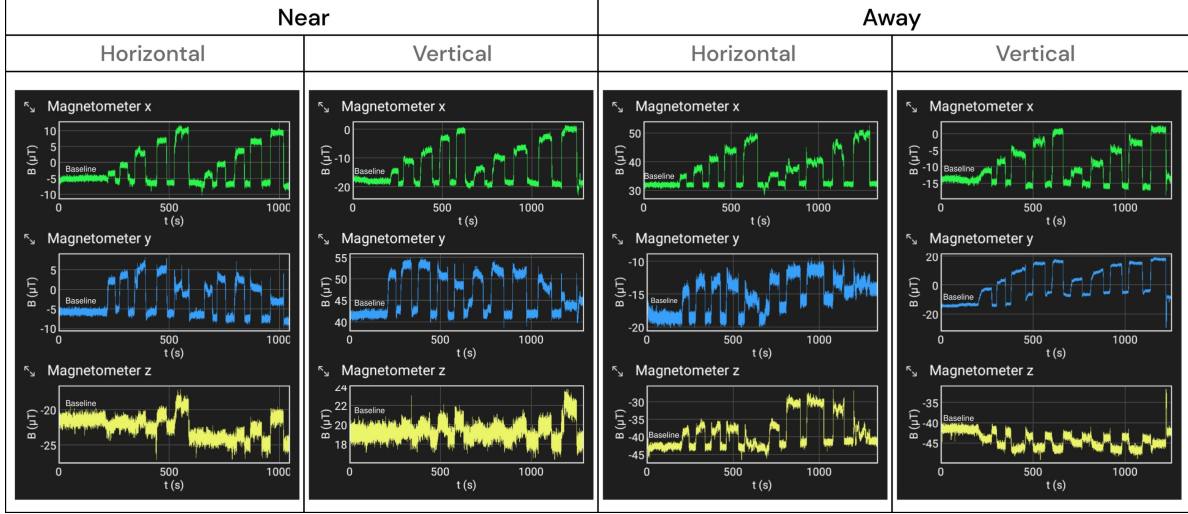 Near Away
Horizontal Vertical Horizontal Vertical
Magnetometer x Magnetometer x Magnetometer x Magnetometer x
B (μT) 10 5 0 -5 -10 Baseline B (μT) 0 -10 -20 Baseline B (μT) 50 40 30 Baseline B (μT) 0 -5 -10 -15 Baseline
0 500 1000 0 500 1000 0 500 1000 0 500 1000
t (s) t (s) t (s) t (s)
Magnetometer y Magnetometer y Magnetometer y Magnetometer y
B (μT) 5 0 -5 -10 Baseline B (μT) 55 50 45 40 Baseline B (μT) -10 -15 -20 Baseline B (μT) 20 0 -20 Baseline
0 500 1000 0 500 1000 0 500 1000 0 500 1000
t (s) t (s) t (s) t (s)
Magnetometer z Magnetometer z Magnetometer z Magnetometer z
B (μT) -20 -25 Baseline B (μT) 24 22 20 18 Baseline B (μT) -30 -35 -40 -45 Baseline B (μT) -35 -40 -45 Baseline
0 500 1000 0 500 1000 0 500 1000 0 500 1000
t (s) t (s) t (s) t (s)